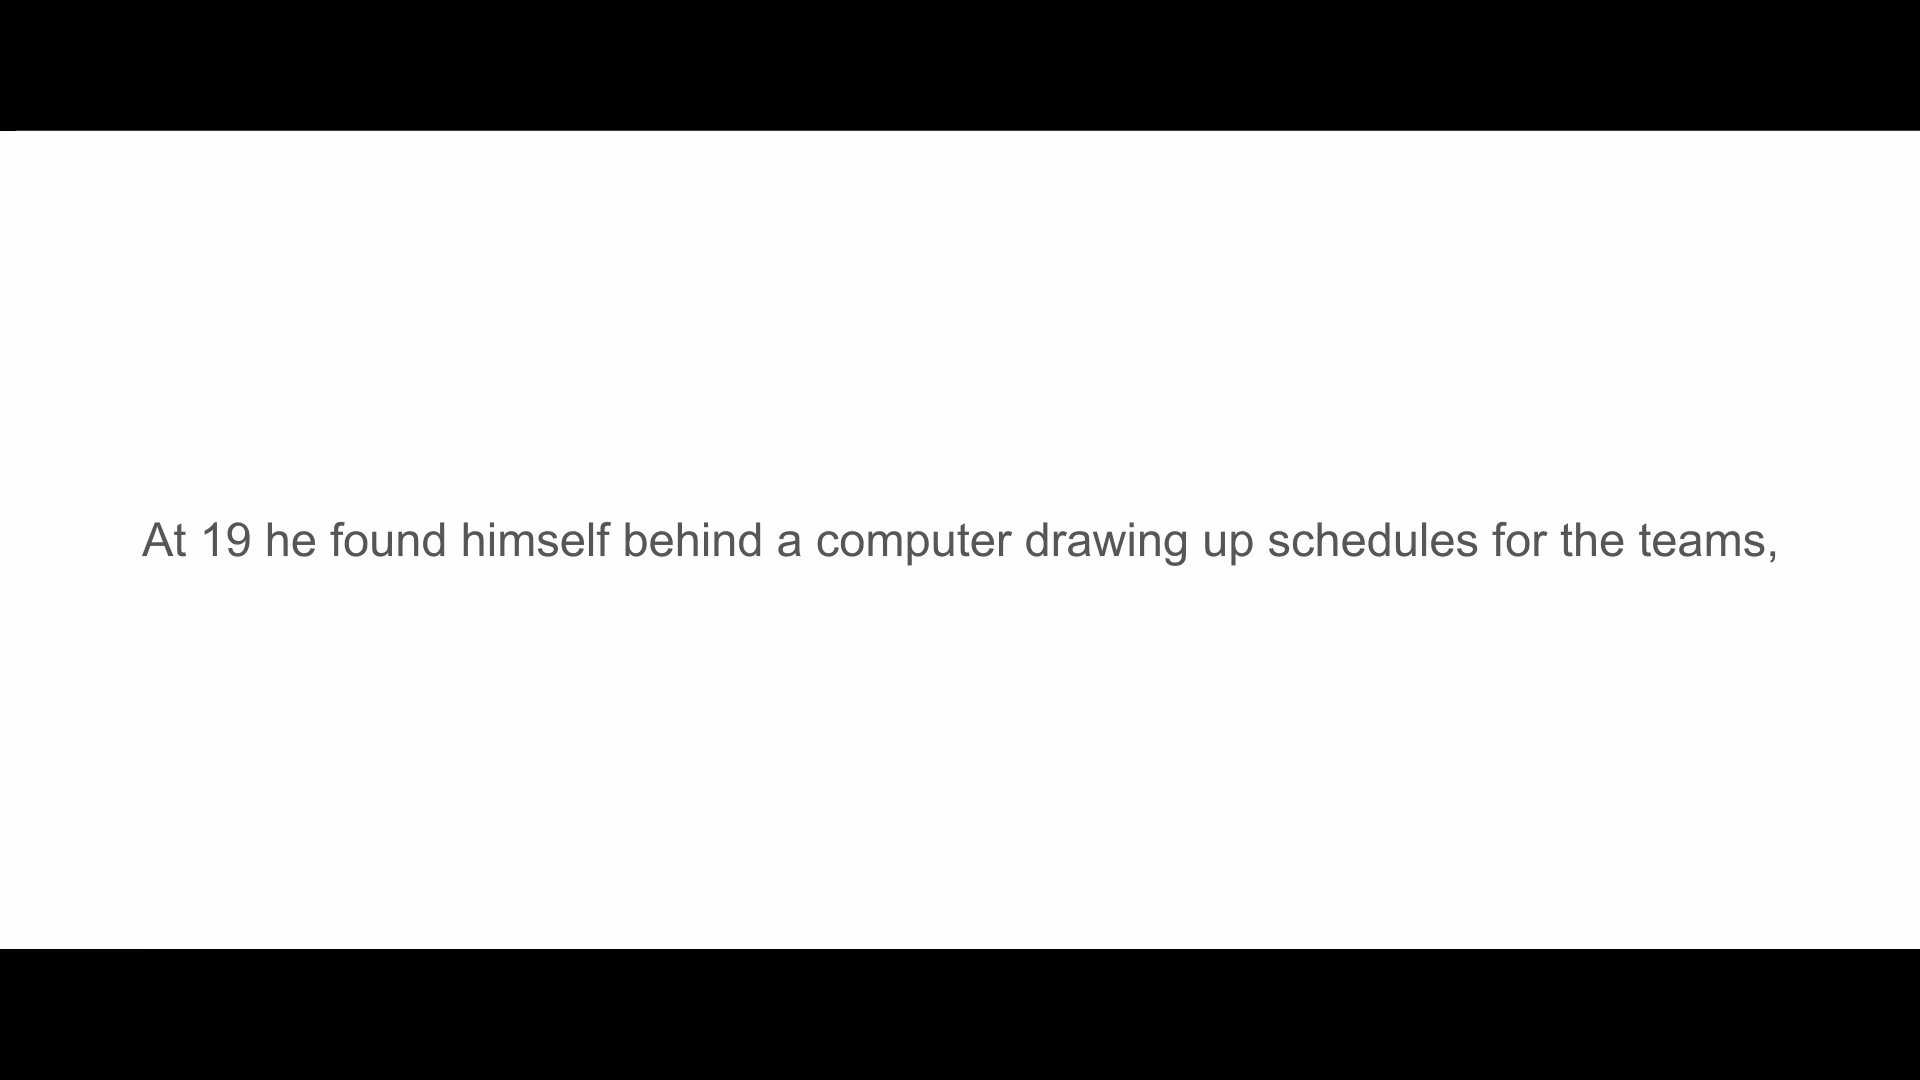 At 19 he found himself behind a computer drawing up schedules for the teams,